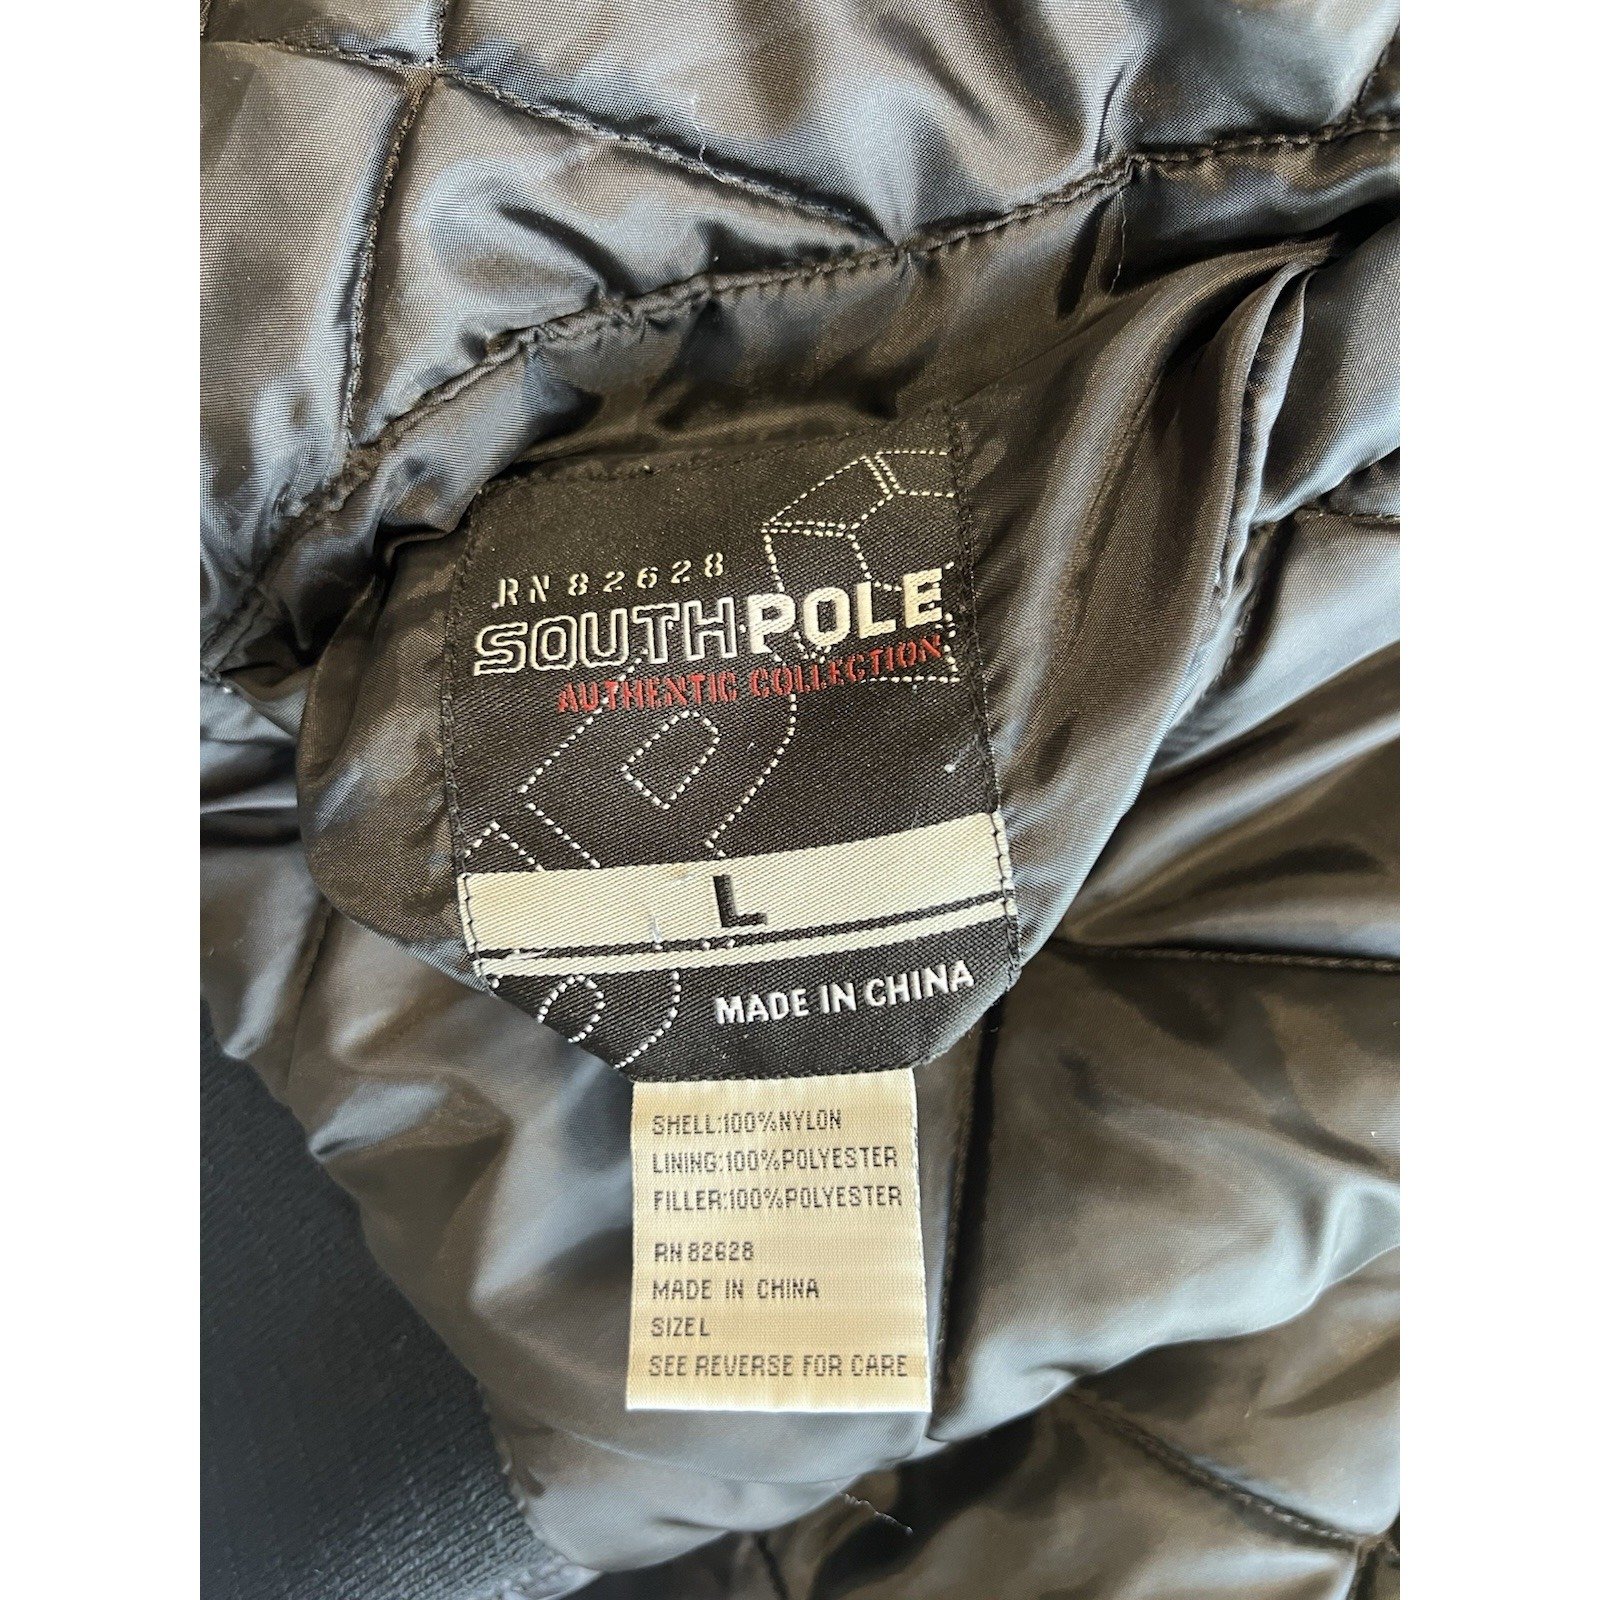 RN 82628
SOUTHPOLE
AUTHENTIC COLLECTION
L
MADE IN CHINA
SHELL:100%NYLON
LINING:100%POLYESTER
FILLER:100%POLYESTER
RN 82628
MADE IN CHINA
SIZE L
SEE REVERSE FOR CARE